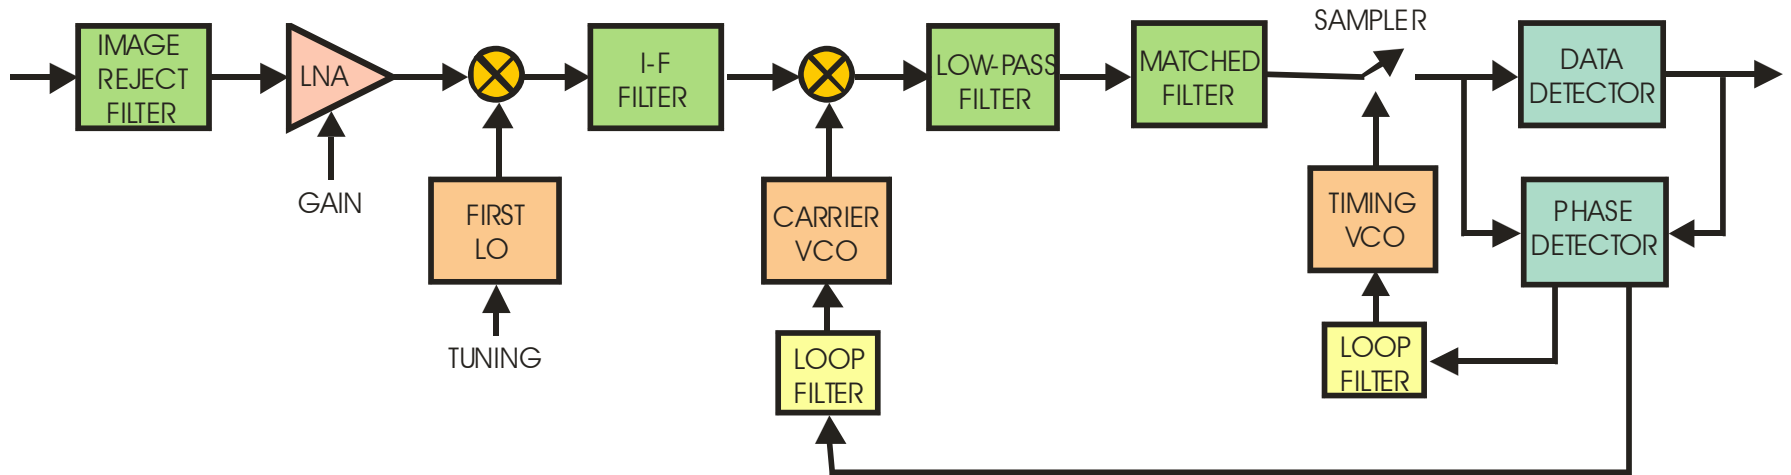 IMAGE
REJECT
FILTER
LNA
GAIN
FIRST
LO
TUNING
I-F
FILTER
CARRIER
VCO
LOOP
FILTER
LOW-PASS
FILTER
MATCHED
FILTER
SAMPLER
TIMING
VCO
LOOP
FILTER
DATA
DETECTOR
PHASE
DETECTOR